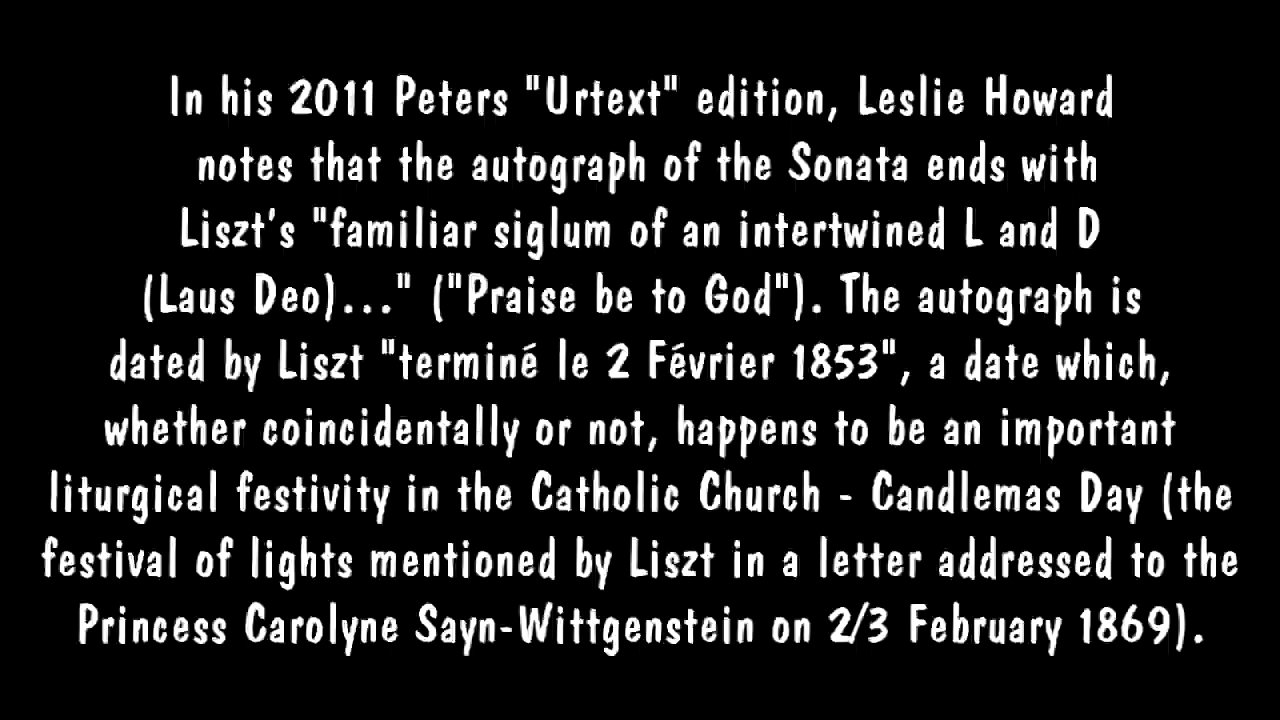 In his 2011 Peters "Urtext" edition, Leslie Howard
notes that the autograph of the Sonata ends with
Liszt's "familiar siglum of an intertwined L and D
(Laus Deo)..." ("Praise be to God"). The autograph is
dated by Liszt "terminé le 2 Février 1853", a date which,
whether coincidentally or not, happens to be an important
liturgical festivity in the Catholic Church - Candlemas Day (the
festival of lights mentioned by Liszt in a letter addressed to the
Princess Carolyne Sayn-Wittgenstein on 2/3 February 1869).